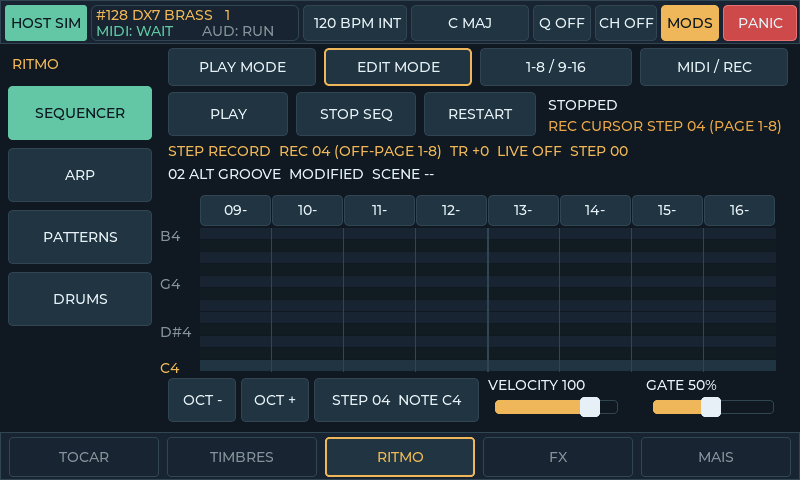 HOST SIM
#128 DX7 BRASS 1
MIDI: WAIT AUD: RUN
120 BPM INT
C MAJ
Q OFF
CH OFF
MODS
PANIC
RITMO
PLAY MODE
EDIT MODE
1-8 / 9-16
MIDI / REC
SEQUENCER
PLAY
STOP SEQ
RESTART
STOPPED
REC CURSOR STEP 04 (PAGE 1-8)
STEP RECORD REC 04 (OFF-PAGE 1-8) TR +0 LIVE OFF STEP 00
ARP
02 ALT GROOVE MODIFIED SCENE --
09- 10- 11- 12- 13- 14- 15- 16-
PATTERNS
B4
G4
DRUMS
D#4
C4
OCT -
OCT +
STEP 04 NOTE C4
VELOCITY 100
GATE 50%
TOCAR
TIMBRES
RITMO
FX
MAIS